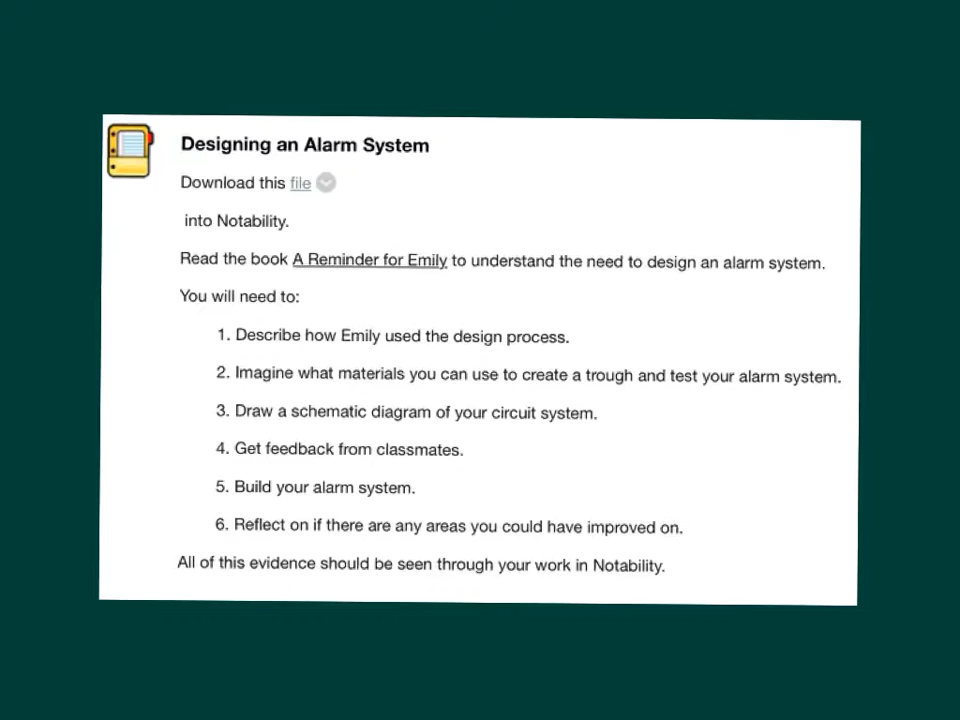 Designing an Alarm System
Download this file
into Notability.
Read the book A Reminder for Emily to understand the need to design an alarm system.
You will need to:
1. Describe how Emily used the design process.
2. Imagine what materials you can use to create a trough and test your alarm system.
3. Draw a schematic diagram of your circuit system.
4. Get feedback from classmates.
5. Build your alarm system.
6. Reflect on if there are any areas you could have improved on.
All of this evidence should be seen through your work in Notability.